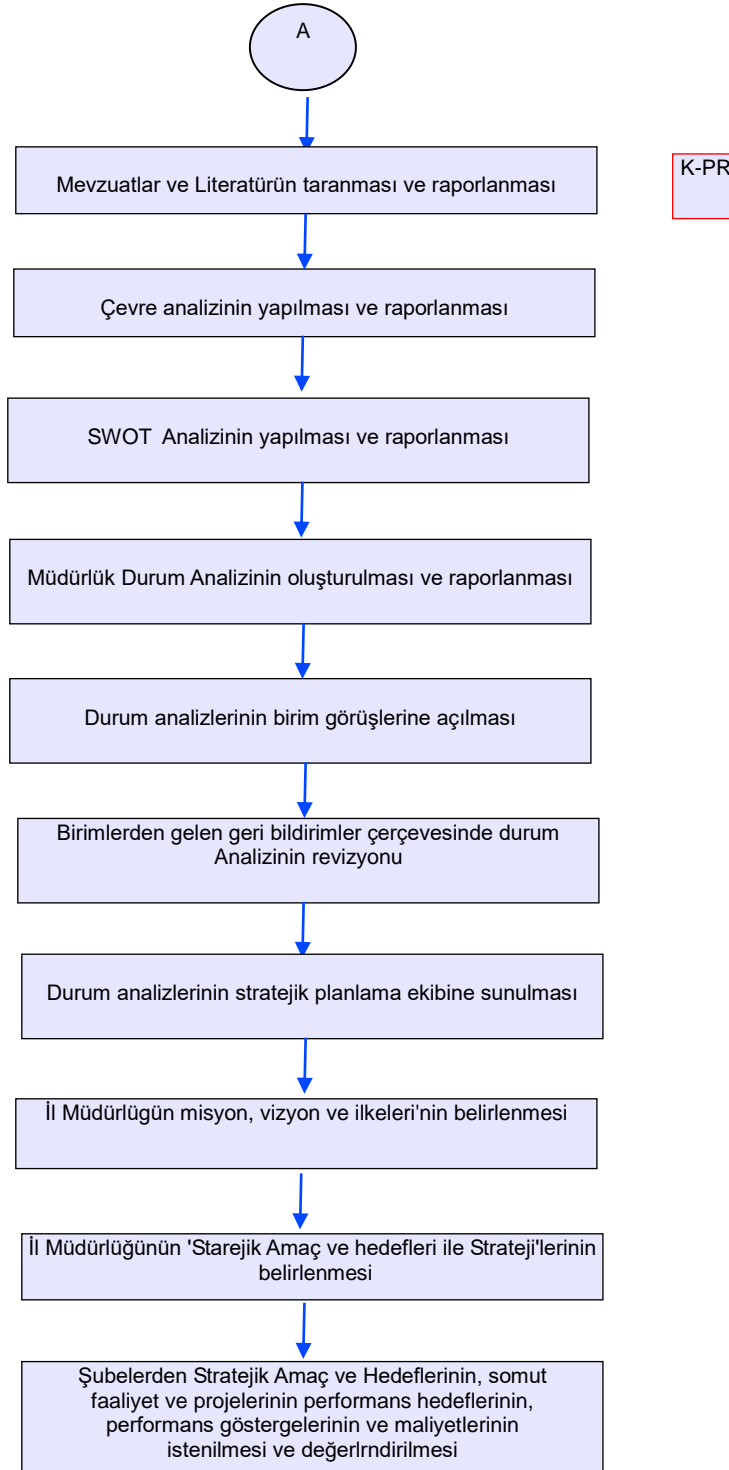 A
Mevzuatlar ve Literatürün taranması ve raporlanması
K-PR
Çevre analizinin yapılması ve raporlanması
SWOT  Analizinin yapılması ve raporlanması
Müdürlük Durum Analizinin oluşturulması ve raporlanması
Durum analizlerinin birim görüşlerine açılması
Birimlerden gelen geri bildirimler çerçevesinde durum
Analizinin revizyonu
Durum analizlerinin stratejik planlama ekibine sunulması
İl Müdürlügün misyon, vizyon ve ilkeleri'nin belirlenmesi
İl Müdürlüğünün 'Starejik Amaç ve hedefleri ile Strateji'lerinin
belirlenmesi
Şubelerden Stratejik Amaç ve Hedeflerinin, somut
faaliyet ve projelerinin performans hedeflerinin,
performans göstergelerinin ve maliyetlerinin
istenilmesi ve değerlrndirilmesi